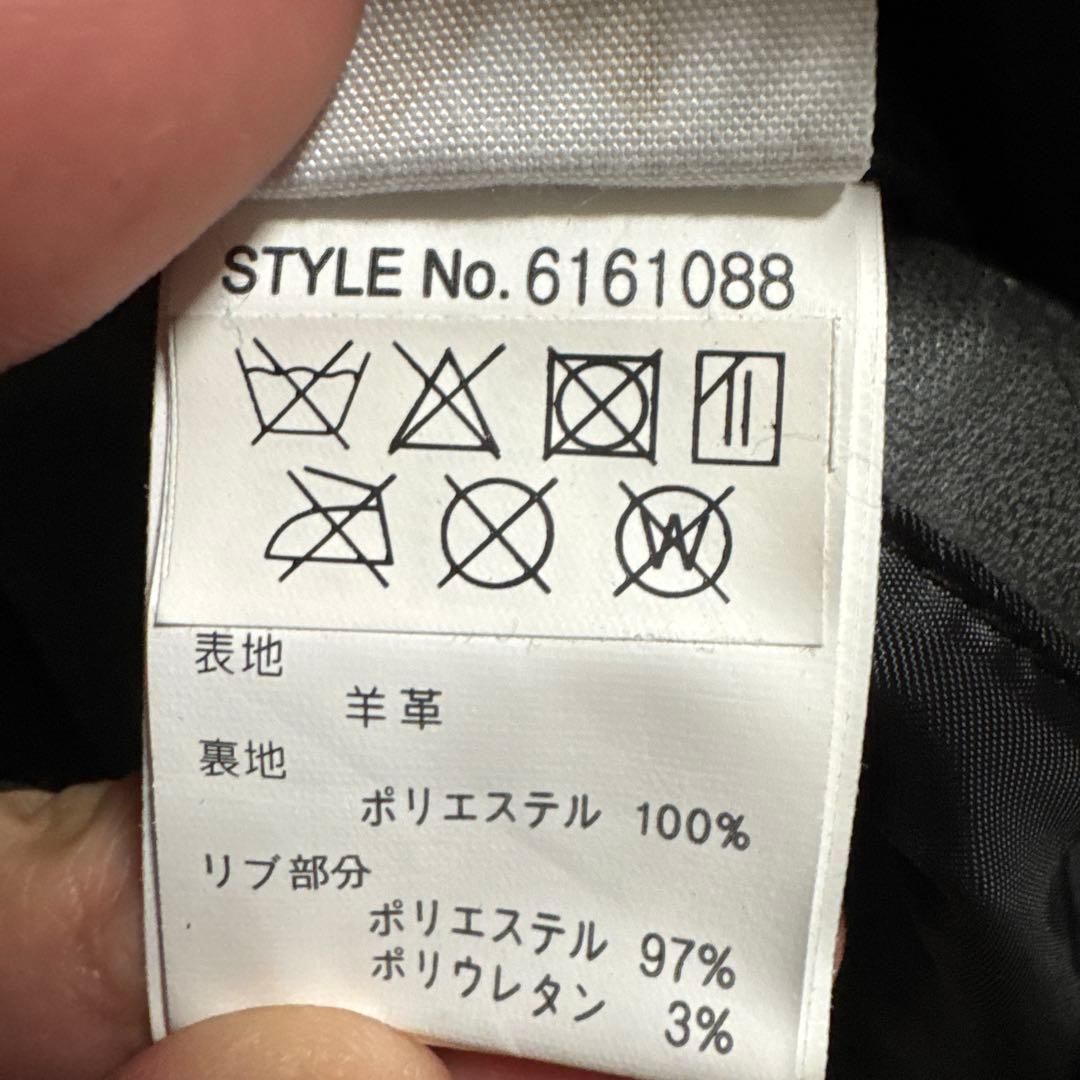 STYLE No. 6161088
W
表地
羊革
裏地
ポリエステル 100%
リブ部分
ポリエステル 97%
ポリウレタン 3%